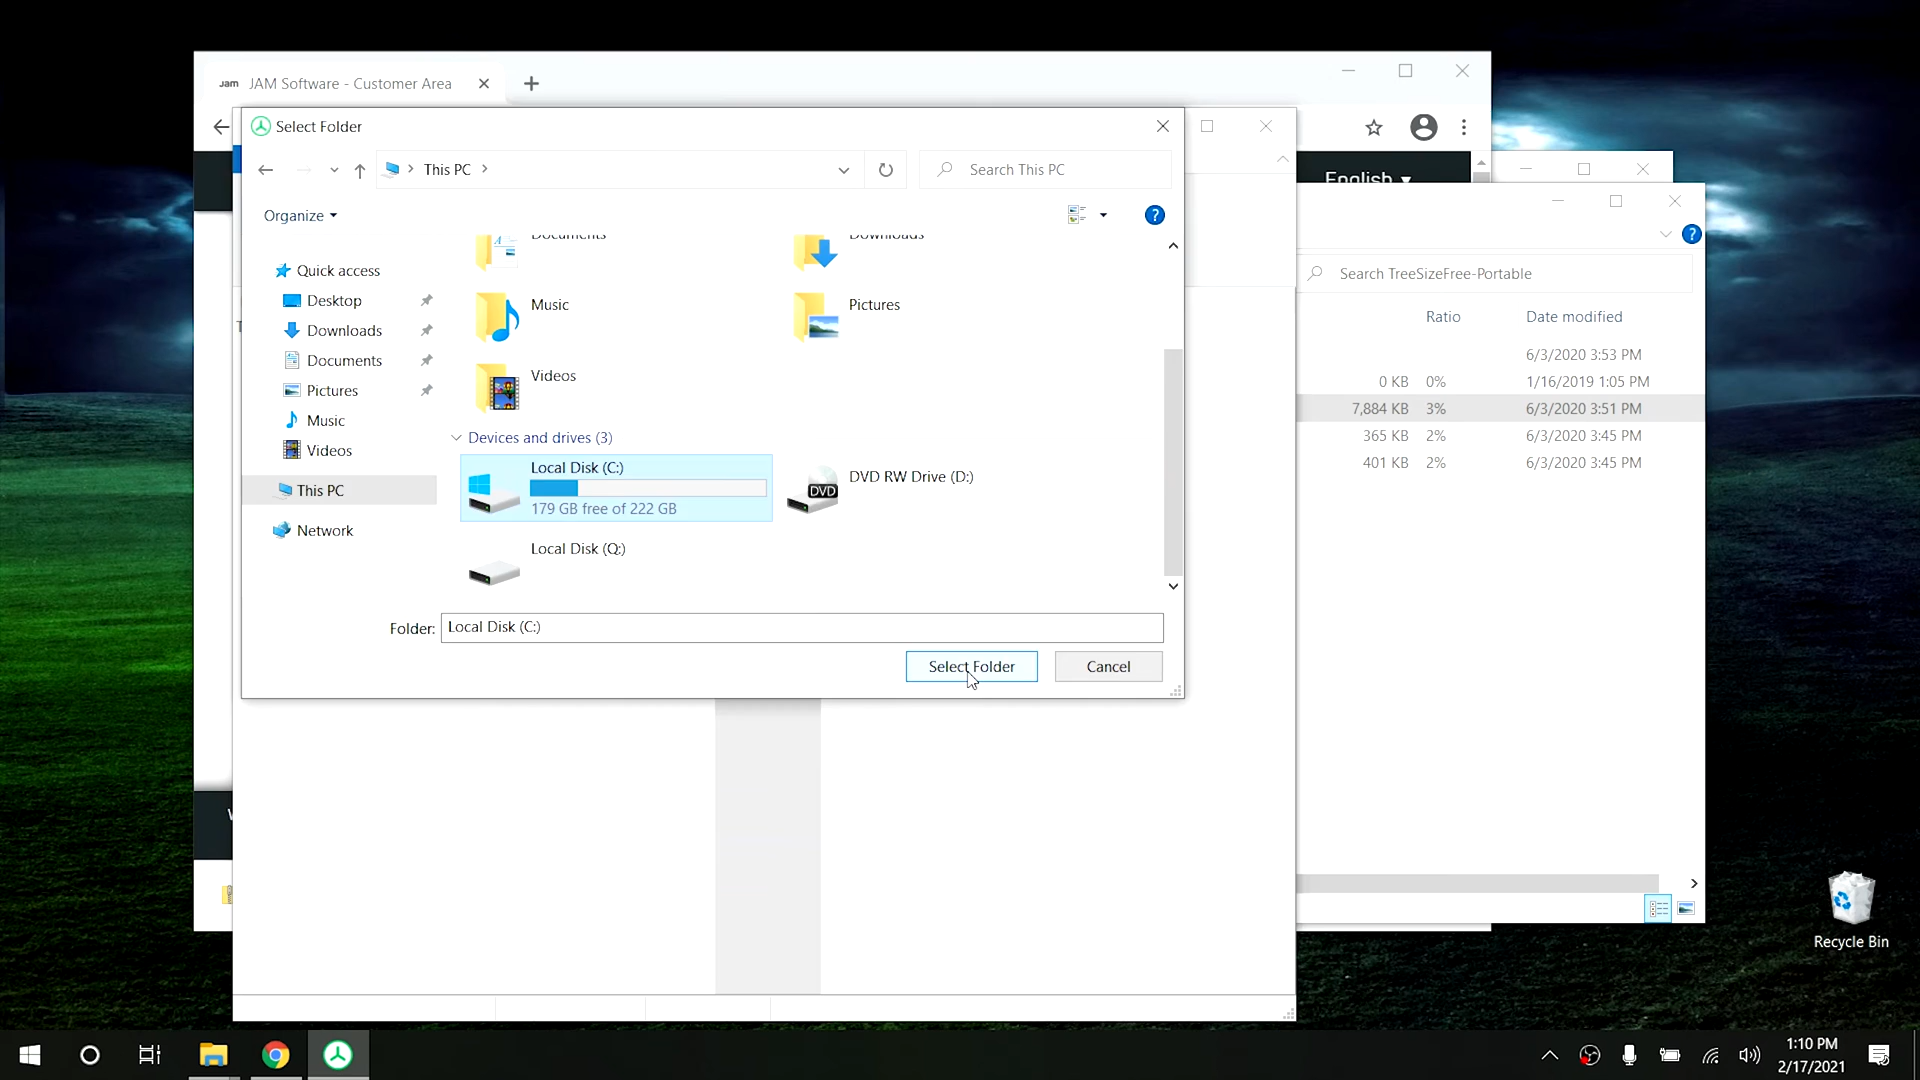 jam JAM Software - Customer Area
Select Folder
This PC
Search This PC
English
Organize
Search TreeSizeFree-Portable
Documents
Downloads
Quick access
Desktop
Downloads
Documents
Pictures
Music
Videos
This PC
Network
Music
Pictures
Videos
Devices and drives (3)
Local Disk (C:)
179 GB free of 222 GB
DVD RW Drive (D:)
DVD
Local Disk (Q:)
Folder: Local Disk (C:)
Select Folder
Cancel
Ratio Date modified
6/3/2020 3:53 PM
0 KB 0% 1/16/2019 1:05 PM
7,884 KB 3% 6/3/2020 3:51 PM
365 KB 2% 6/3/2020 3:45 PM
401 KB 2% 6/3/2020 3:45 PM
Recycle Bin
1:10 PM
2/17/2021